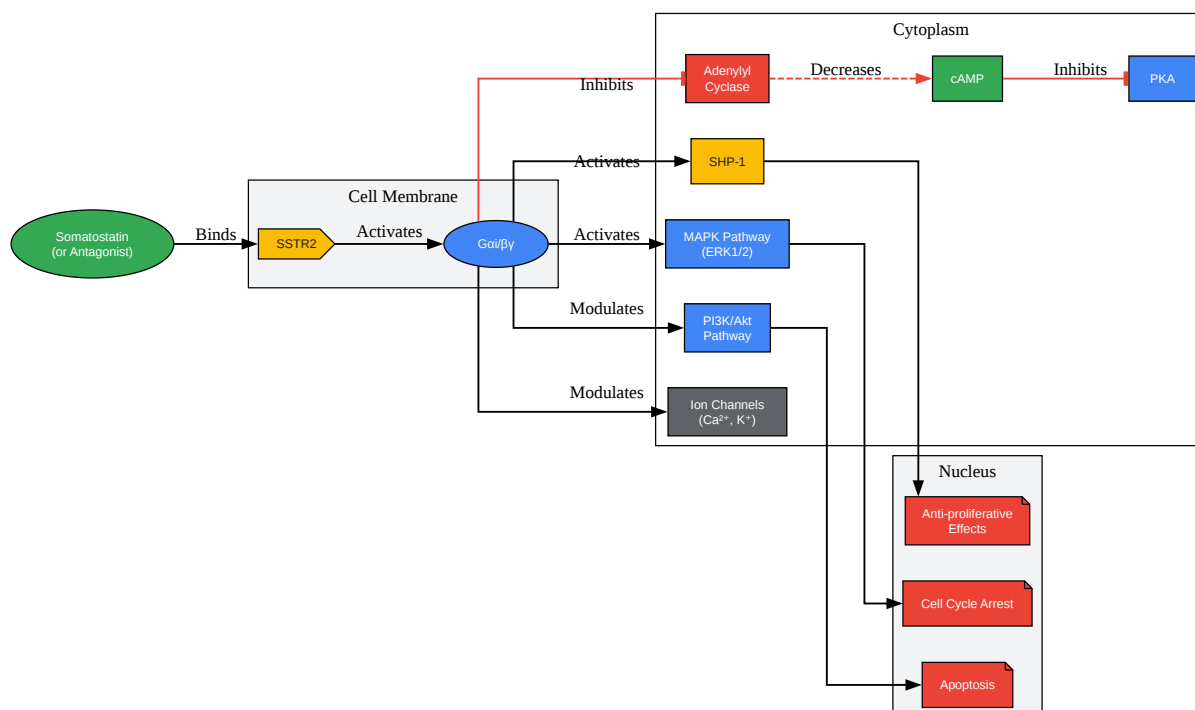 Cytoplasm
Adenylyl
Cyclase
Decreases
cAMP
Inhibits
PKA
Inhibits
Activates
SHP-1
Cell Membrane
Somatostatin
(or Antagonist)
Binds
SSTR2
Activates
Gαi/βγ
Activates
MAPK Pathway
(ERK1/2)
Modulates
PI3K/Akt
Pathway
Modulates
Ion Channels
(Ca²⁺, K⁺)
Nucleus
Anti-proliferative
Effects
Cell Cycle Arrest
Apoptosis